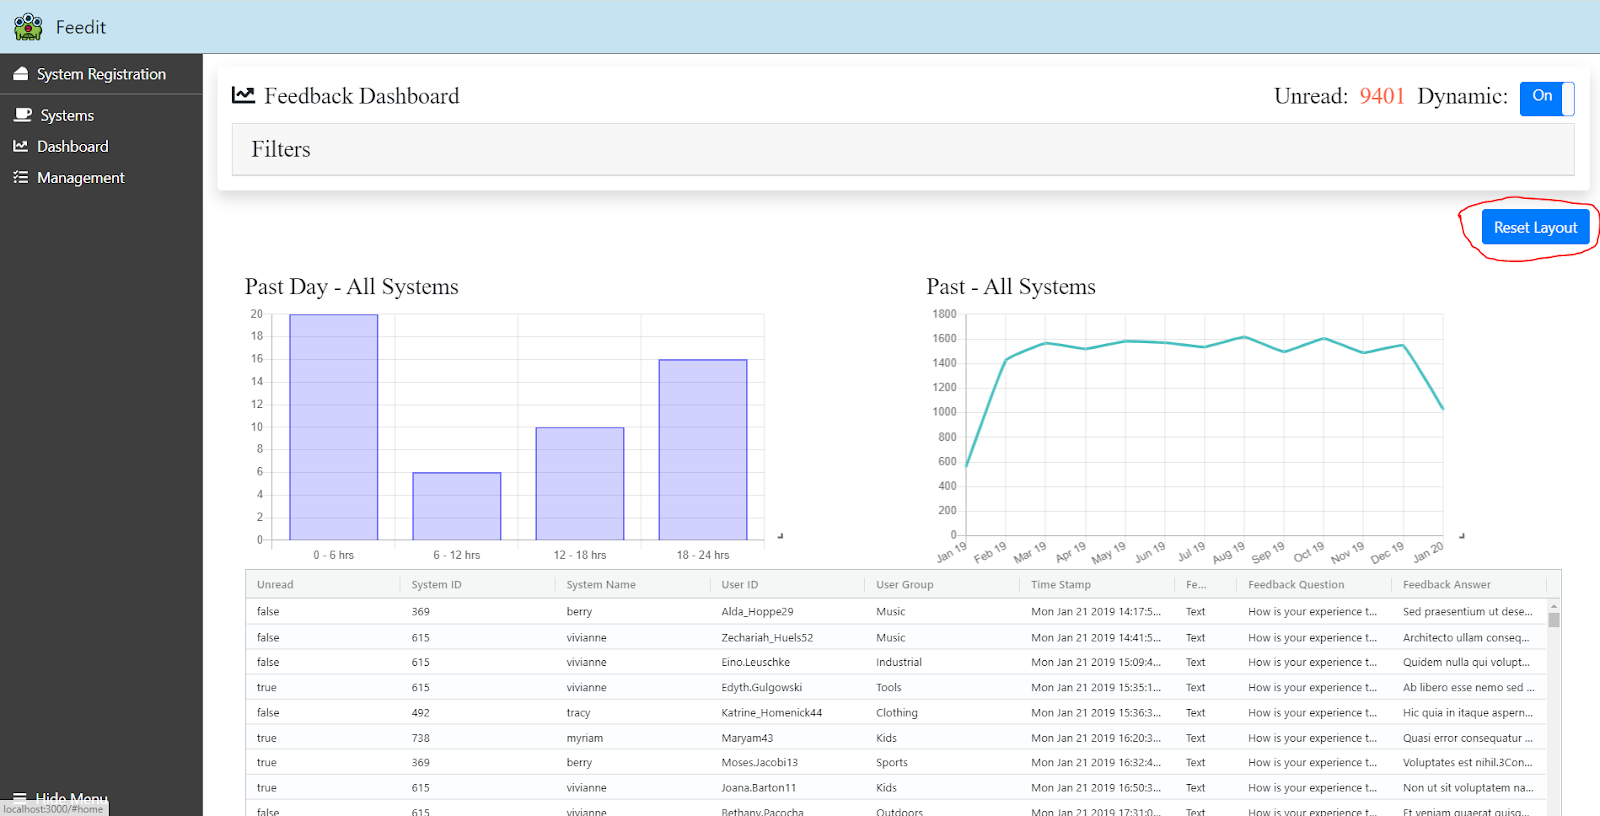 Feedit
System Registration
Systems
Dashboard
Management
Hide Menu
localhost:3000/#home
Feedback Dashboard
Unread: 9401 Dynamic: On
Filters
Reset Layout
Past Day - All Systems
20
18
16
14
12
10
8
6
4
2
0
0 - 6 hrs 6 - 12 hrs 12 - 18 hrs 18 - 24 hrs
Past - All Systems
1800
1600
1400
1200
1000
800
600
400
200
0
Jan 19 Feb 19 Mar 19 Apr 19 May 19 Jun 19 Jul 19 Aug 19 Sep 19 Oct 19 Nov 19 Dec 19 Jan 20
Unread System ID System Name User ID User Group Time Stamp Fe... Feedback Question Feedback Answer
false 369 berry Alda_Hoppe29 Music Mon Jan 21 2019 14:17:5... Text How is your experience t... Sed praesentium ut dese...
false 615 vivianne Zechariah_Huels52 Music Mon Jan 21 2019 14:41:5... Text How is your experience t... Architecto ullam conseq...
false 615 vivianne Eino.Leuschke Industrial Mon Jan 21 2019 15:09:4... Text How is your experience t... Quidem nulla qui volupt...
true 615 vivianne Edyth.Gulgowski Tools Mon Jan 21 2019 15:35:1... Text How is your experience t... Ab libero esse nemo sed ...
false 492 tracy Katrine_Homenick44 Clothing Mon Jan 21 2019 15:36:3... Text How is your experience t... Hic quia in itaque aspern...
true 738 myriam Maryam43 Kids Mon Jan 21 2019 16:20:3... Text How is your experience t... Quasi error consequatur ...
true 369 berry Moses.Jacobi13 Sports Mon Jan 21 2019 16:32:4... Text How is your experience t... Voluptates est nihil.3Con...
true 615 vivianne Joana.Barton11 Kids Mon Jan 21 2019 16:50:3... Text How is your experience t... Non ut sit voluptatem na...
false 615 vivianne Bethany.Pacocha Outdoors Mon Jan 21 2019 17:31:0... Text How is your experience t... Et veniam quaerat quisq...